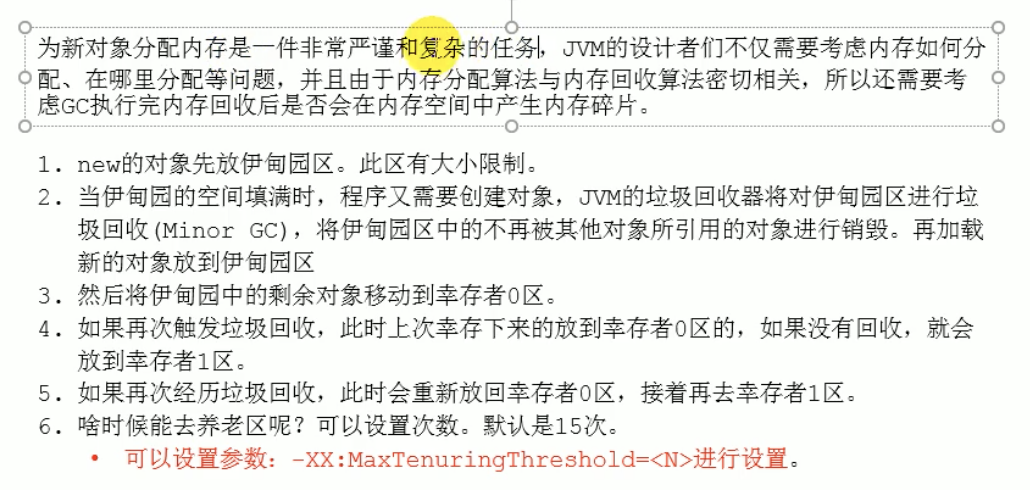 为新对象分配内存是一件非常严谨和复杂的任务，JVM的设计者们不仅需要考虑内存如何分
配、在哪里分配等问题，并且由于内存分配算法与内存回收算法密切相关，所以还需要考
虑GC执行完内存回收后是否会在内存空间中产生内存碎片。
1. new的对象先放伊甸园区。此区有大小限制。
2. 当伊甸园的空间填满时，程序又需要创建对象，JVM的垃圾回收器将对伊甸园区进行垃
圾回收(Minor GC)，将伊甸园区中的不再被其他对象所引用的对象进行销毁。再加载
新的对象放到伊甸园区
3. 然后将伊甸园中的剩余对象移动到幸存者0区。
4. 如果再次触发垃圾回收，此时上次幸存下来的放到幸存者0区的，如果没有回收，就会
放到幸存者1区。
5. 如果再次经历垃圾回收，此时会重新放回幸存者0区，接着再去幸存者1区。
6. 啥时候能去养老区呢？可以设置次数。默认是15次。
• 可以设置参数：-XX:MaxTenuringThreshold=<N>进行设置。